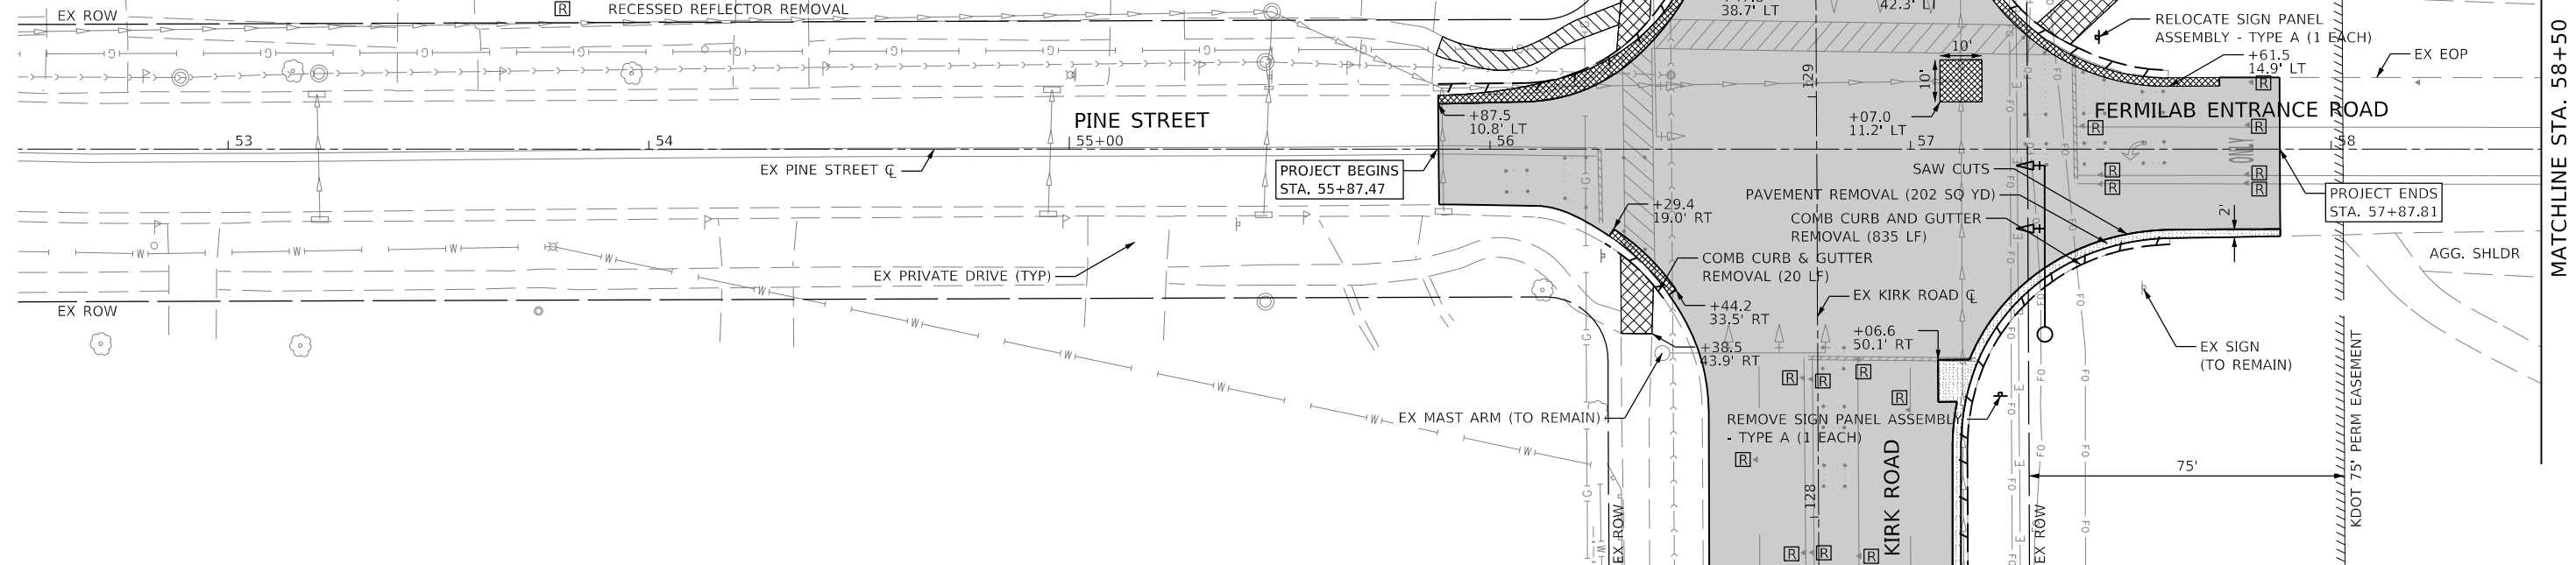 EX ROW
R RECESSED REFLECTOR REMOVAL
38.7' LT
42.3' LT
RELOCATE SIGN PANEL
ASSEMBLY - TYPE A (1 EACH)
+61.5
14.9' LT
EX EOP
MATCHLINE STA. 58+50
10'
10'
129
PINE STREET
FERMILAB ENTRANCE ROAD
+87.5
10.8' LT
+07.0
11.2' LT
53
54
55+00
56
57
58
EX PINE STREET ℄
PROJECT BEGINS
STA. 55+87.47
SAW CUTS
PAVEMENT REMOVAL (202 SQ YD)
COMB CURB AND GUTTER
REMOVAL (835 LF)
ONLY
2'
PROJECT ENDS
STA. 57+87.81
AGG. SHLDR
+29.4
19.0' RT
COMB CURB & GUTTER
REMOVAL (20 LF)
EX PRIVATE DRIVE (TYP)
EX KIRK ROAD ℄
+44.2
33.5' RT
+06.6
50.1' RT
+38.5
43.9' RT
EX ROW
EX SIGN
(TO REMAIN)
EX MAST ARM (TO REMAIN)
REMOVE SIGN PANEL ASSEMBLY
- TYPE A (1 EACH)
KIRK ROAD
128
75'
KDOT 75' PERM EASEMENT
EX ROW
EX ROW